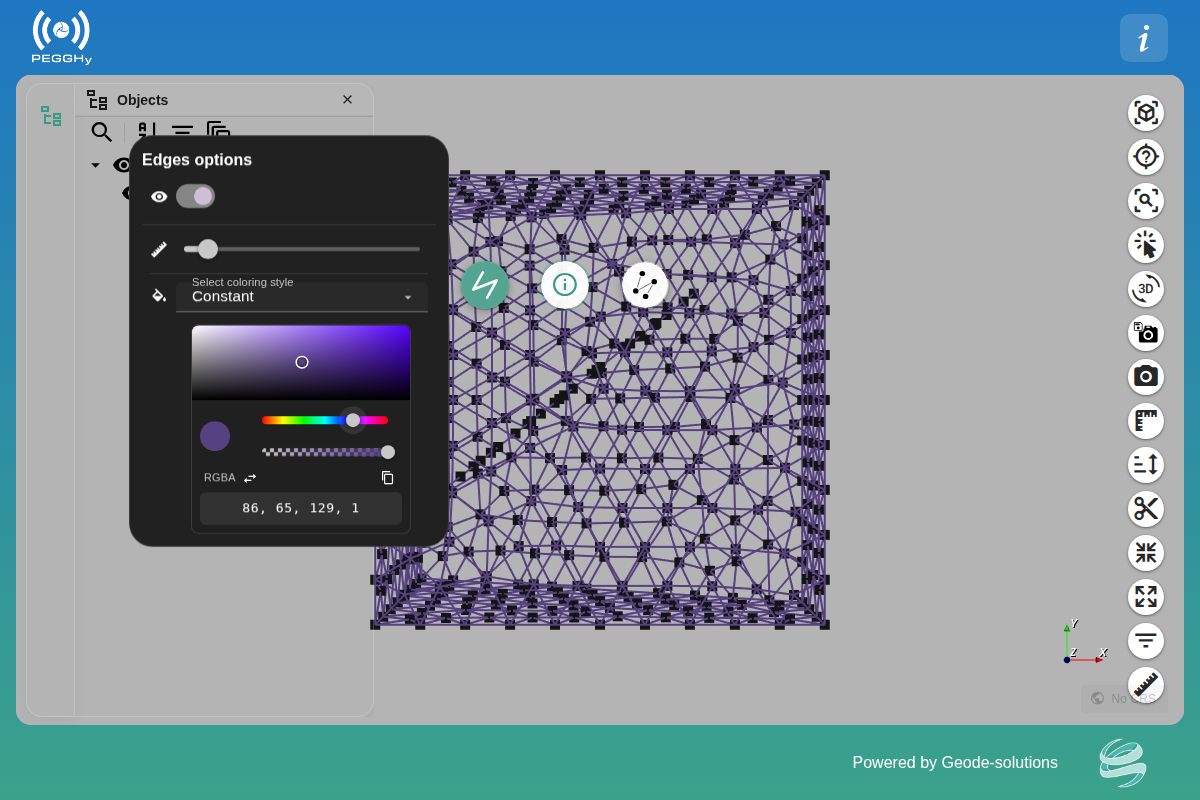 PEGGHy
i
Objects
Edges options
Select coloring style
Constant
RGBA
86, 65, 129, 1
3D
Y
Z X
No CRS
Powered by Geode-solutions